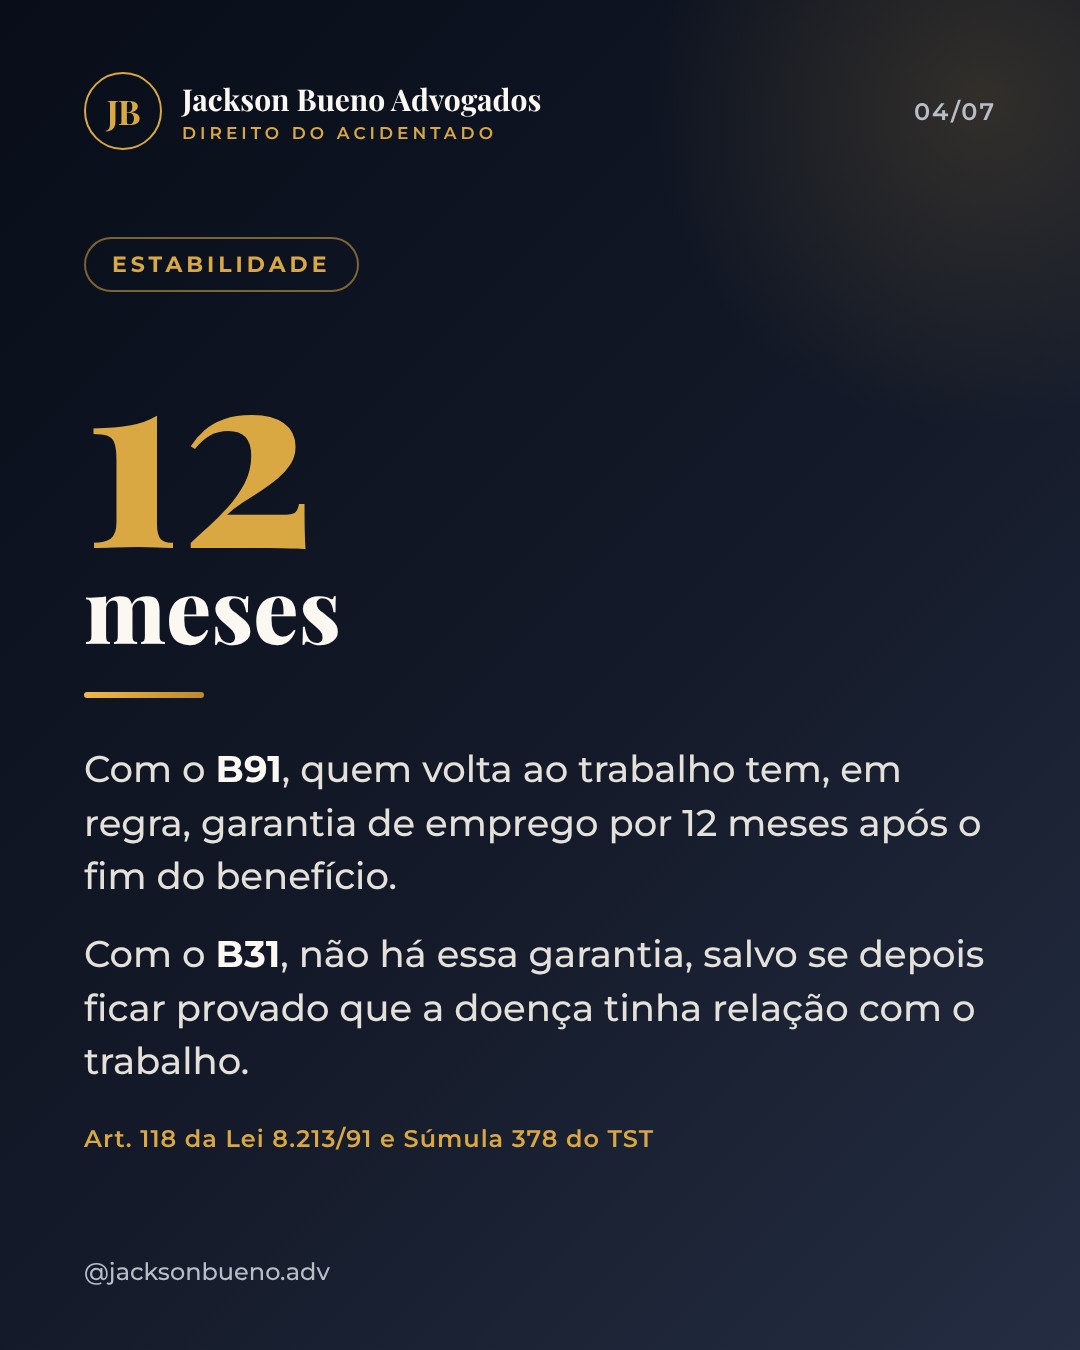 JB
Jackson Bueno Advogados
DIREITO DO ACIDENTADO
04/07
ESTABILIDADE
12
meses
Com o B91, quem volta ao trabalho tem, em
regra, garantia de emprego por 12 meses após o
fim do benefício.
Com o B31, não há essa garantia, salvo se depois
ficar provado que a doença tinha relação com o
trabalho.
Art. 118 da Lei 8.213/91 e Súmula 378 do TST
@jacksonbueno.adv